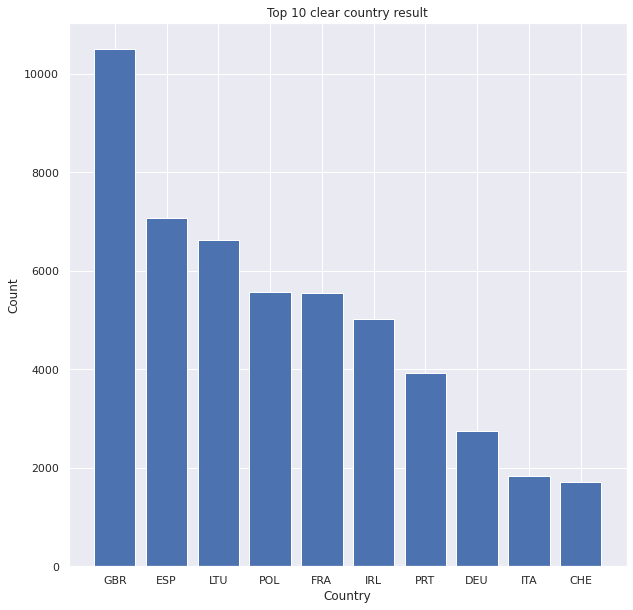 Top 10 clear country result
10000
8000
6000
4000
2000
0
Count
GBR ESP LTU POL FRA IRL PRT DEU ITA CHE
Country